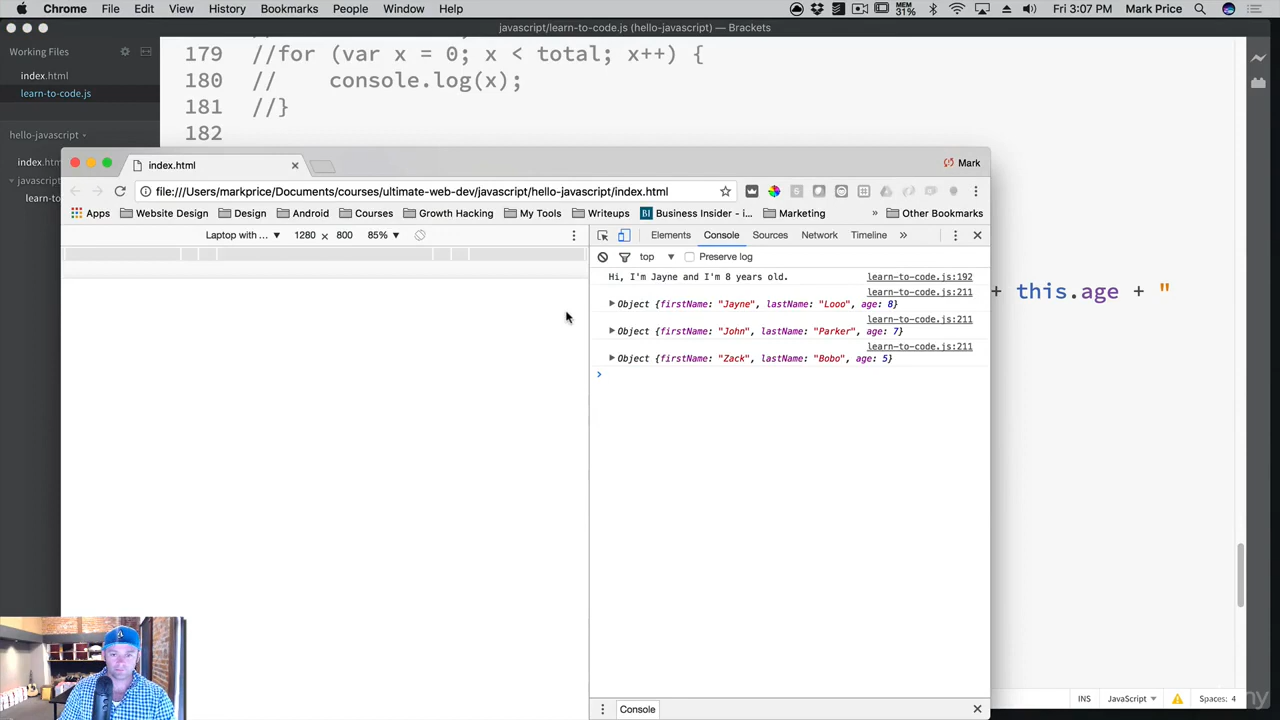 Chrome File Edit View History Bookmarks People Window Help MEM 31% Fri 3:07 PM Mark Price
javascript/learn-to-code.js (hello-javascript) — Brackets
Working Files
index.html
learn-to-code.js
hello-javascript
index.htm
javascript
learn-to
179 //for (var x = 0; x < total; x++) {
180 // console.log(x);
181 //}
182
index.html Mark
file:///Users/markprice/Documents/courses/ultimate-web-dev/javascript/hello-javascript/index.html
Apps Website Design Design Android Courses Growth Hacking My Tools Writeups Business Insider - i... Marketing » Other Bookmarks
Laptop with ... 1280 × 800 85% Elements Console Sources Network Timeline »
top Preserve log
Hi, I'm Jayne and I'm 8 years old. learn-to-code.js:192
learn-to-code.js:211
+ this.age + "
Object {firstName: "Jayne", lastName: "Looo", age: 8}
learn-to-code.js:211
Object {firstName: "John", lastName: "Parker", age: 7}
learn-to-code.js:211
Object {firstName: "Zack", lastName: "Bobo", age: 5}
>
Console
INS JavaScript Spaces: 4